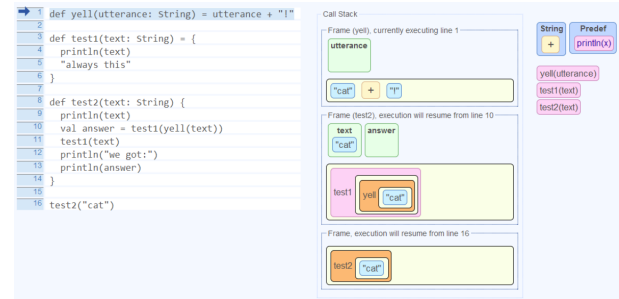 1 def yell(utterance: String) = utterance + "!"
2
3 def test1(text: String) = {
4 println(text)
5 "always this"
6 }
7
8 def test2(text: String) {
9 println(text)
10 val answer = test1(yell(text))
11 test1(text)
12 println("we got:")
13 println(answer)
14 }
15
16 test2("cat")
Call Stack
Frame (yell), currently executing line 1
utterance
"cat" + "!"
Frame (test2), execution will resume from line 10
text answer
"cat"
test1 yell "cat"
Frame, execution will resume from line 16
test2 "cat"
String Predef
+ println(x)
yell(utterance)
test1(text)
test2(text)